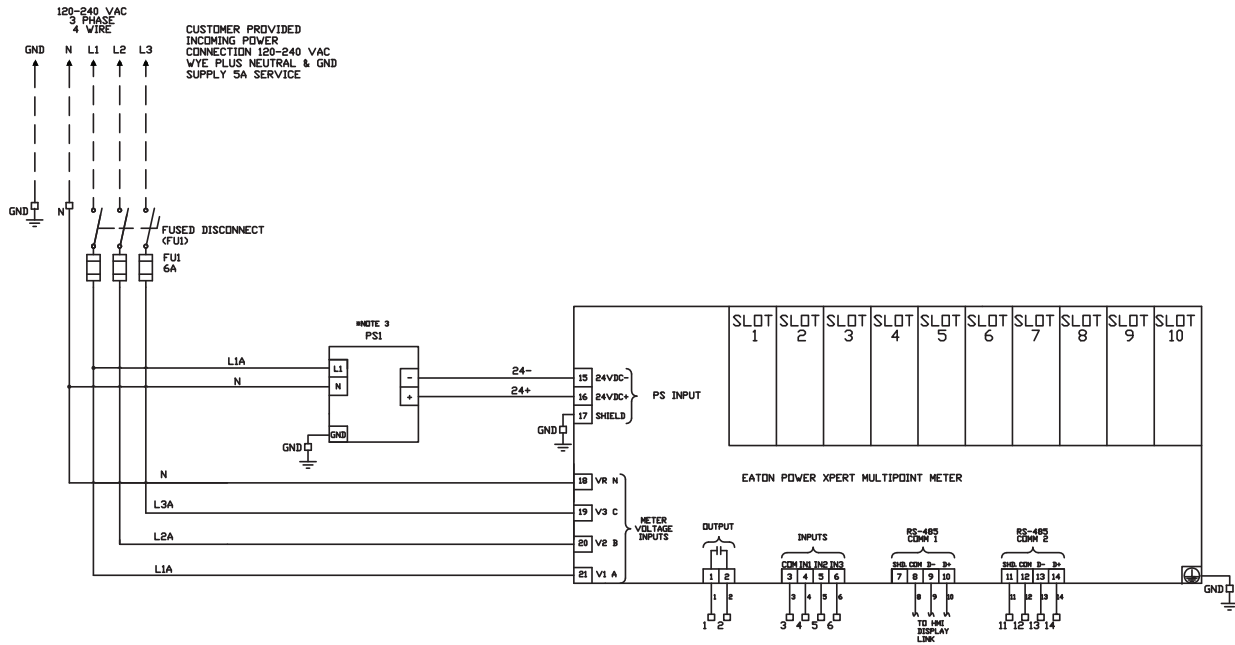 120-240 VAC
3 PHASE
4 WIRE
GND N L1 L2 L3
CUSTOMER PROVIDED
INCOMING POWER
CONNECTION 120-240 VAC
WYE PLUS NEUTRAL & GND
SUPPLY 5A SERVICE
GND
N
FUSED DISCONNECT
(FU1)
FU1
6A
*NOTE 3
PS1
L1A
L1
N
N
GND
GND
-
+
24-
24+
15 24VDC-
16 24VDC+
17 SHIELD
PS INPUT
GND
SLOT 1
SLOT 2
SLOT 3
SLOT 4
SLOT 5
SLOT 6
SLOT 7
SLOT 8
SLOT 9
SLOT 10
EATON POWER XPERT MULTIPOINT METER
N
18 VR N
L3A
19 V3 C
L2A
20 V2 B
L1A
21 V1 A
METER
VOLTAGE
INPUTS
OUTPUT
1 2
1 2
1 2
INPUTS
COM IN1 IN2 IN3
3 4 5 6
3 4 5 6
3 4 5 6
RS-485
COMM 1
SHD. COM D- D+
7 8 9 10
8 9 10
TO HMI
DISPLAY
LINK
RS-485
COMM 2
SHD. COM D- D+
11 12 13 14
11 12 13 14
11 12 13 14
GND